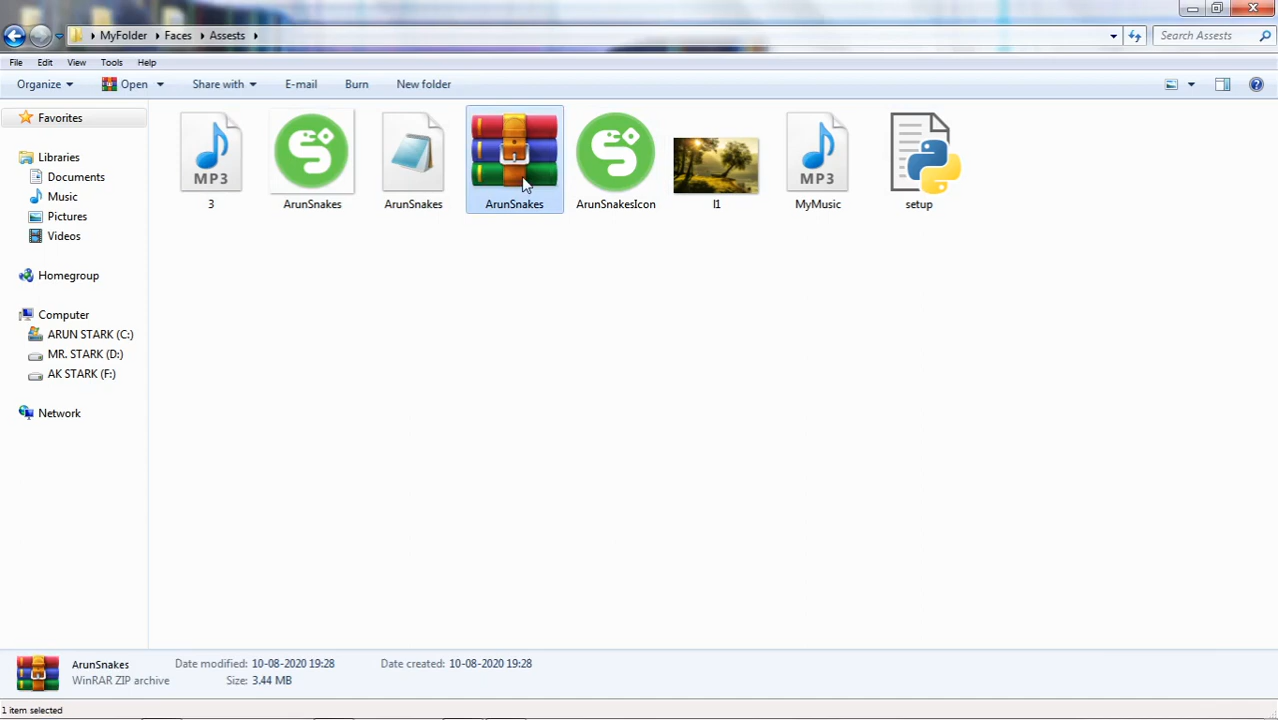 MyFolder Faces Assests Search Assests
File Edit View Tools Help
Organize Open Share with E-mail Burn New folder
Favorites
Libraries
Documents
Music
Pictures
Videos
Homegroup
Computer
ARUN STARK (C:)
MR. STARK (D:)
AK STARK (F:)
Network
MP3 MP3
3 ArunSnakes ArunSnakes ArunSnakes ArunSnakesIcon I1 MyMusic setup
ArunSnakes Date modified: 10-08-2020 19:28 Date created: 10-08-2020 19:28
WinRAR ZIP archive Size: 3.44 MB
1 item selected